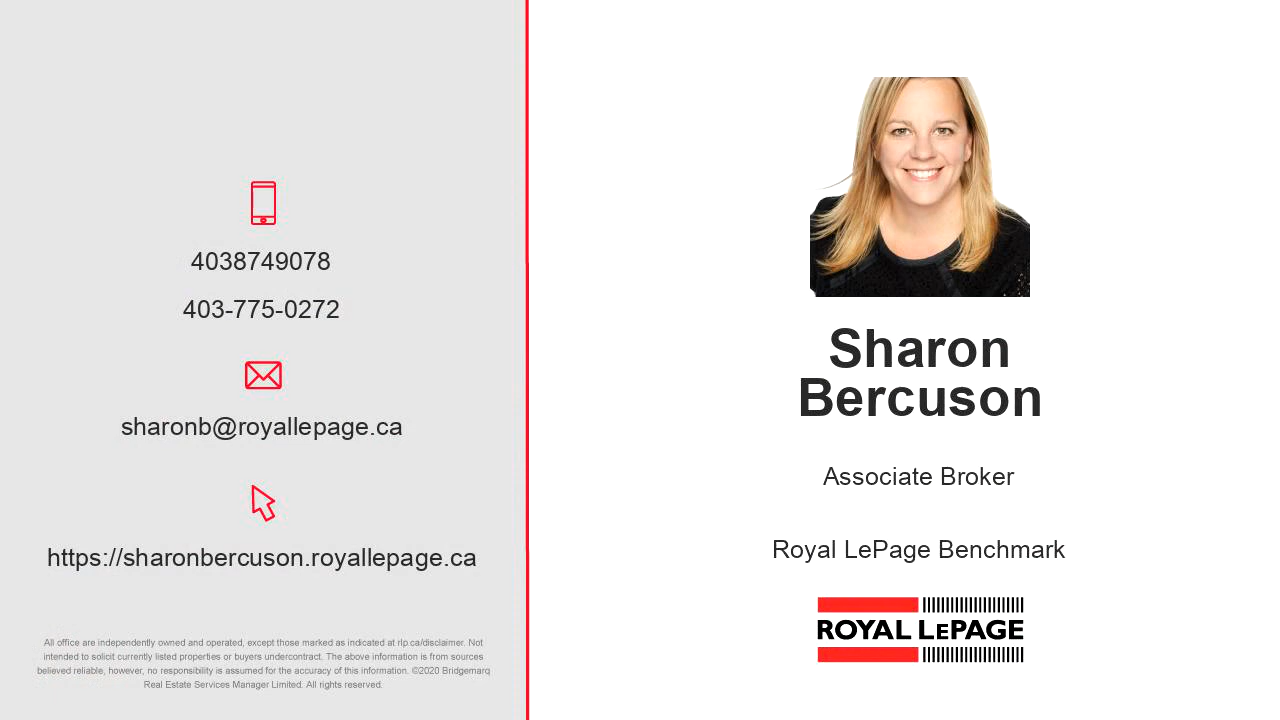 4038749078
403-775-0272
sharonb@royallepage.ca
https://sharonbercuson.royallepage.ca
All office are independently owned and operated, except those marked as indicated at rlp.ca/disclaimer. Not
intended to solicit currently listed properties or buyers undercontract. The above information is from sources
believed reliable, however, no responsibility is assumed for the accuracy of this information. ©2020 Bridgemarq
Real Estate Services Manager Limited. All rights reserved.
Sharon
Bercuson
Associate Broker
Royal LePage Benchmark
ROYAL LEPAGE